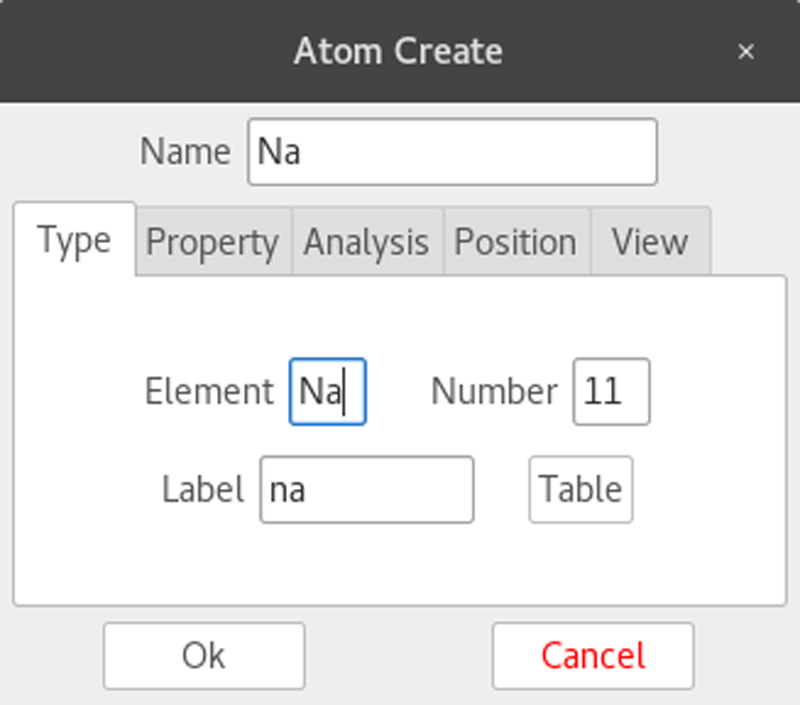 Atom Create ×
Name Na
Type Property Analysis Position View
Element Na Number 11
Label na Table
Ok Cancel